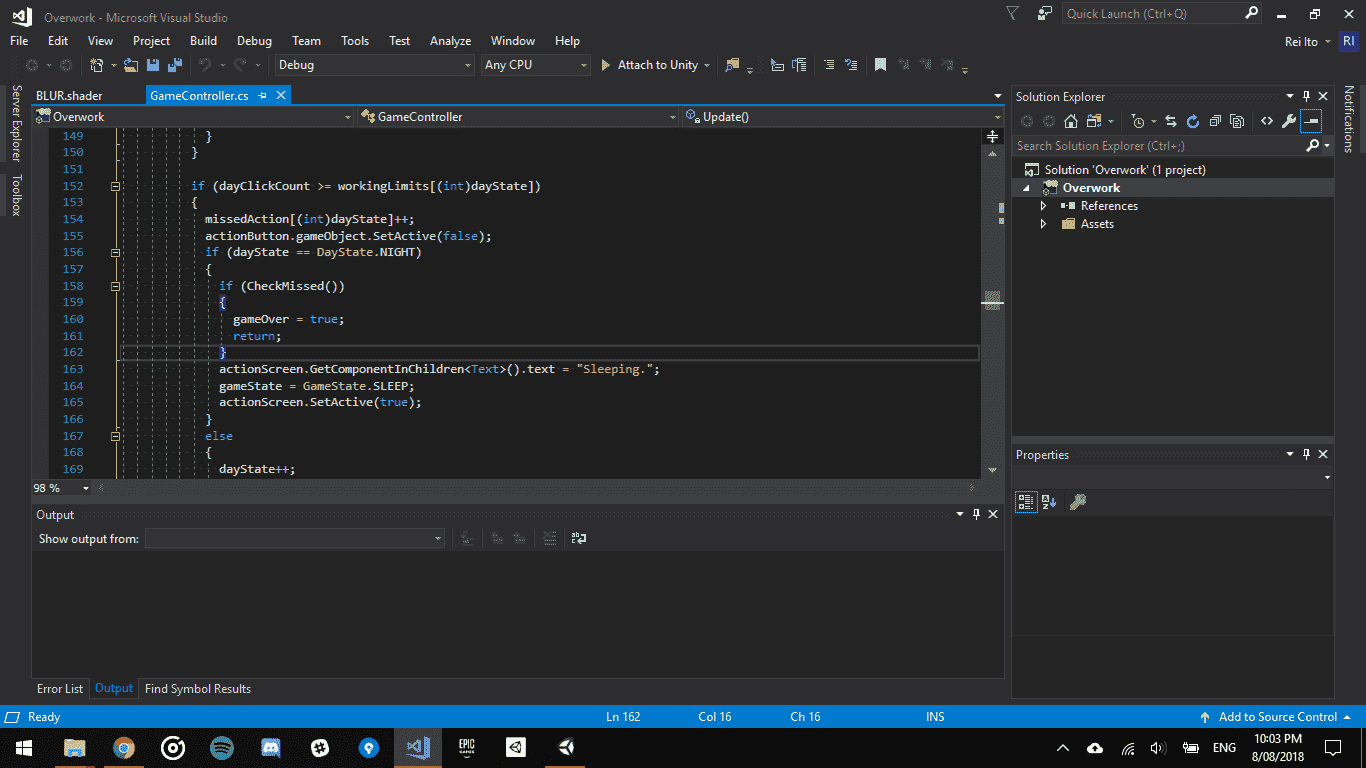 Overwork - Microsoft Visual Studio
Quick Launch (Ctrl+Q)
File Edit View Project Build Debug Team Tools Test Analyze Window Help
Rei Ito RI
Debug Any CPU Attach to Unity
Server Explorer
Toolbox
BLUR.shader GameController.cs
Overwork GameController Update()
149 }
150 }
151
152 if (dayClickCount >= workingLimits[(int)dayState])
153 {
154 missedAction[(int)dayState]++;
155 actionButton.gameObject.SetActive(false);
156 if (dayState == DayState.NIGHT)
157 {
158 if (CheckMissed())
159 {
160 gameOver = true;
161 return;
162 }
163 actionScreen.GetComponentInChildren<Text>().text = "Sleeping.";
164 gameState = GameState.SLEEP;
165 actionScreen.SetActive(true);
166 }
167 else
168 {
169 dayState++;
98 %
Output
Show output from:
Error List Output Find Symbol Results
Solution Explorer
Search Solution Explorer (Ctrl+;)
Solution 'Overwork' (1 project)
Overwork
References
Assets
Properties
Notifications
Ready Ln 162 Col 16 Ch 16 INS Add to Source Control
EPIC
GAMES
ENG
10:03 PM
8/08/2018